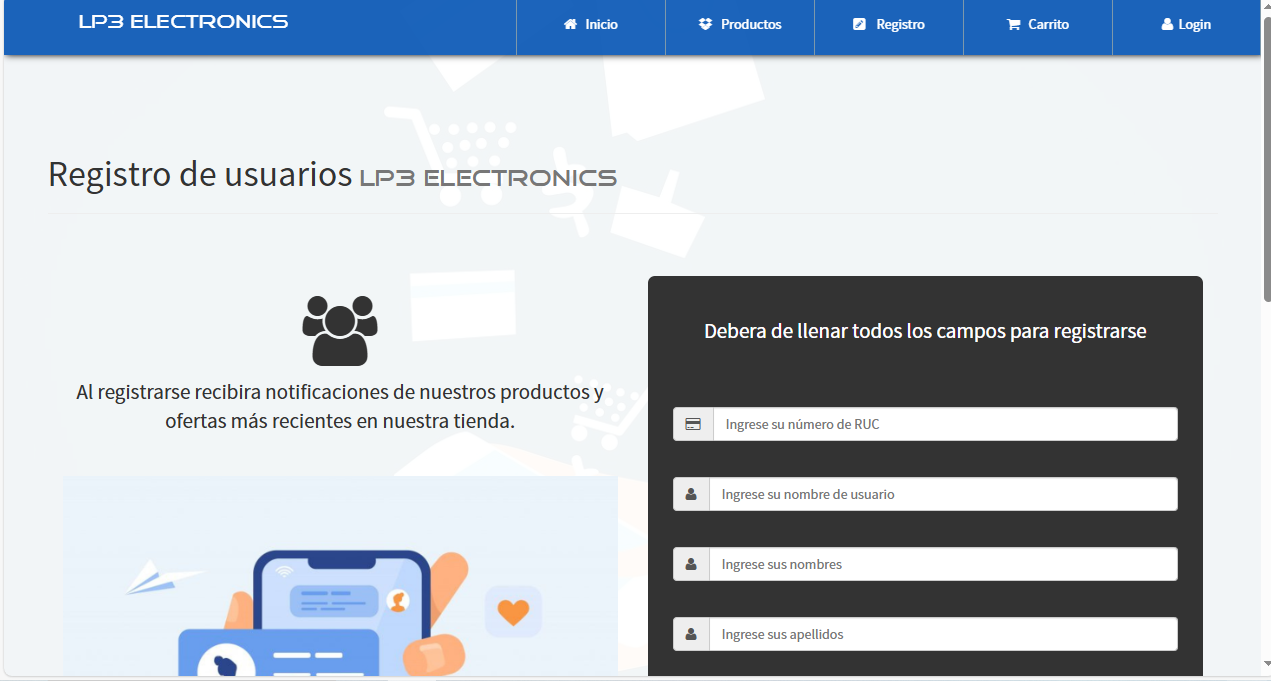 LP3 ELECTRONICS
Inicio
Productos
Registro
Carrito
Login
Registro de usuarios LP3 ELECTRONICS
Al registrarse recibira notificaciones de nuestros productos y
ofertas más recientes en nuestra tienda.
Debera de llenar todos los campos para registrarse
Ingrese su número de RUC
Ingrese su nombre de usuario
Ingrese sus nombres
Ingrese sus apellidos